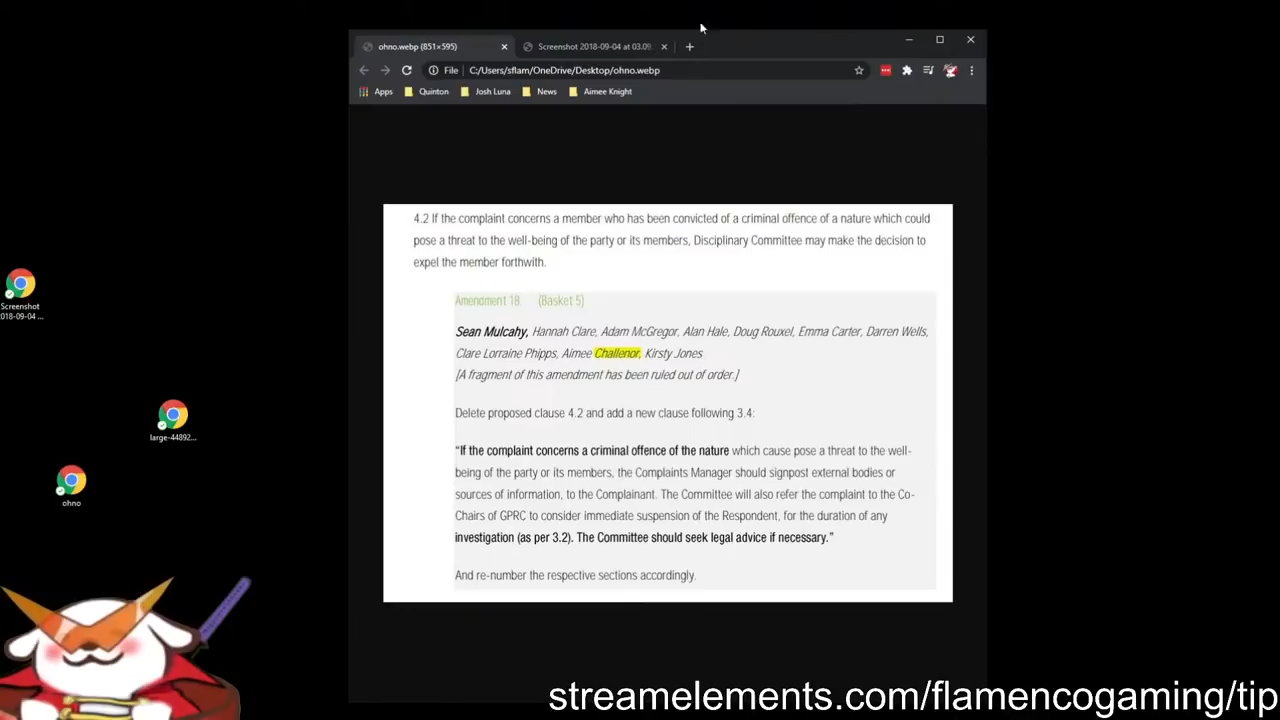 ohno.webp (851×595)
Screenshot 2018-09-04 at 03.09.
File
C:/Users/sflam/OneDrive/Desktop/ohno.webp
Apps
Quinton
Josh Luna
News
Aimee Knight
4.2 If the complaint concerns a member who has been convicted of a criminal offence of a nature which could
pose a threat to the well-being of the party or its members, Disciplinary Committee may make the decision to
expel the member forthwith.
Amendment 18. (Basket 5)
Sean Mulcahy, Hannah Clare, Adam McGregor, Alan Hale, Doug Rouxel, Emma Carter, Darren Wells,
Clare Lorraine Phipps, Aimee Challenor, Kirsty Jones
[A fragment of this amendment has been ruled out of order.]
Delete proposed clause 4.2 and add a new clause following 3.4:
“If the complaint concerns a criminal offence of the nature which cause pose a threat to the well-
being of the party or its members, the Complaints Manager should signpost external bodies or
sources of information, to the Complainant. The Committee will also refer the complaint to the Co-
Chairs of GPRC to consider immediate suspension of the Respondent, for the duration of any
investigation (as per 3.2). The Committee should seek legal advice if necessary.”
And re-number the respective sections accordingly.
Screenshot
2018-09-04 ...
large-44892...
ohno
streamelements.com/flamencogaming/tip